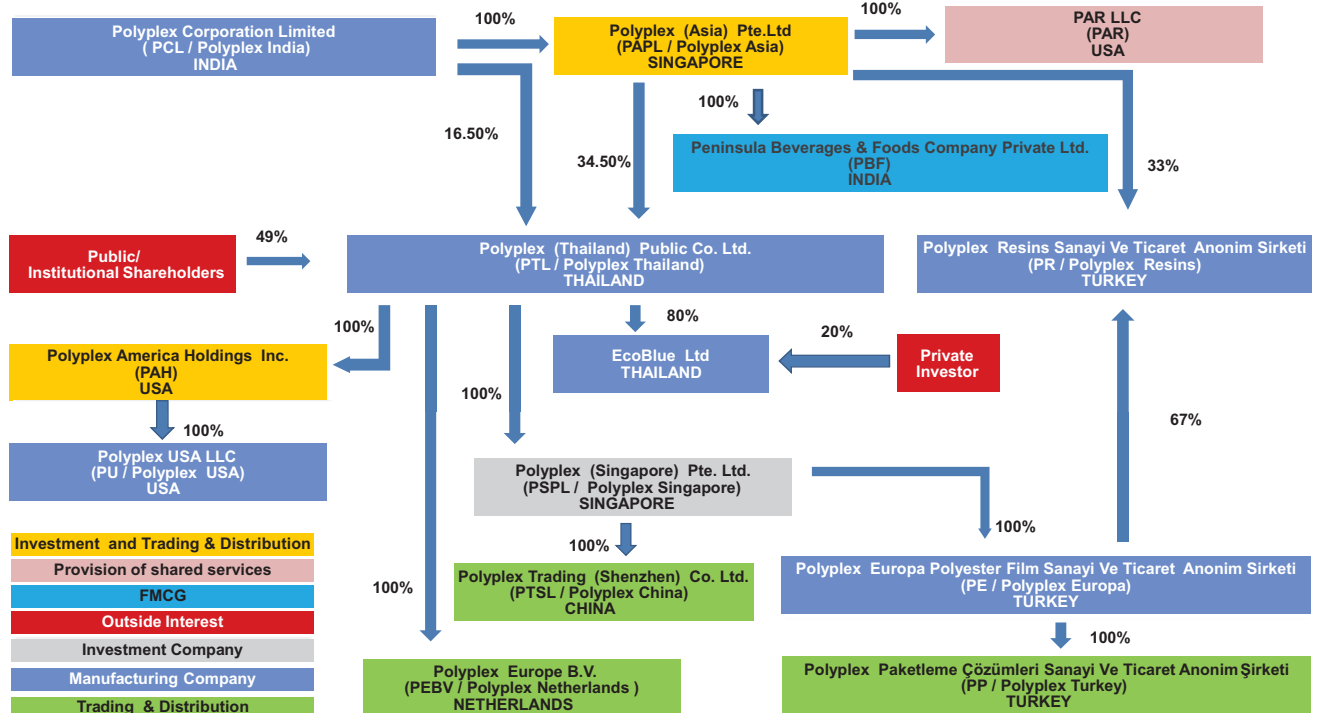 Polyplex Corporation Limited
( PCL / Polyplex India)
INDIA
100%
Polyplex (Asia) Pte.Ltd
(PAPL / Polyplex Asia)
SINGAPORE
100%
PAR LLC
(PAR)
USA
16.50%
34.50%
100%
Peninsula Beverages & Foods Company Private Ltd.
(PBF)
INDIA
33%
Public/
Institutional Shareholders
49%
Polyplex (Thailand) Public Co. Ltd.
(PTL / Polyplex Thailand)
THAILAND
Polyplex Resins Sanayi Ve Ticaret Anonim Sirketi
(PR / Polyplex Resins)
TURKEY
100%
80%
Polyplex America Holdings Inc.
(PAH)
USA
EcoBlue Ltd
THAILAND
20%
Private
Investor
100%
100%
67%
Polyplex USA LLC
(PU / Polyplex USA)
USA
Polyplex (Singapore) Pte. Ltd.
(PSPL / Polyplex Singapore)
SINGAPORE
100%
100%
Investment and Trading & Distribution
Provision of shared services
FMCG
Outside Interest
Investment Company
Manufacturing Company
Trading & Distribution
100%
Polyplex Trading (Shenzhen) Co. Ltd.
(PTSL / Polyplex China)
CHINA
Polyplex Europa Polyester Film Sanayi Ve Ticaret Anonim Sirketi
(PE / Polyplex Europa)
TURKEY
100%
Polyplex Europe B.V.
(PEBV / Polyplex Netherlands )
NETHERLANDS
Polyplex Paketleme Çözümleri Sanayi Ve Ticaret Anonim Şirketi
(PP / Polyplex Turkey)
TURKEY